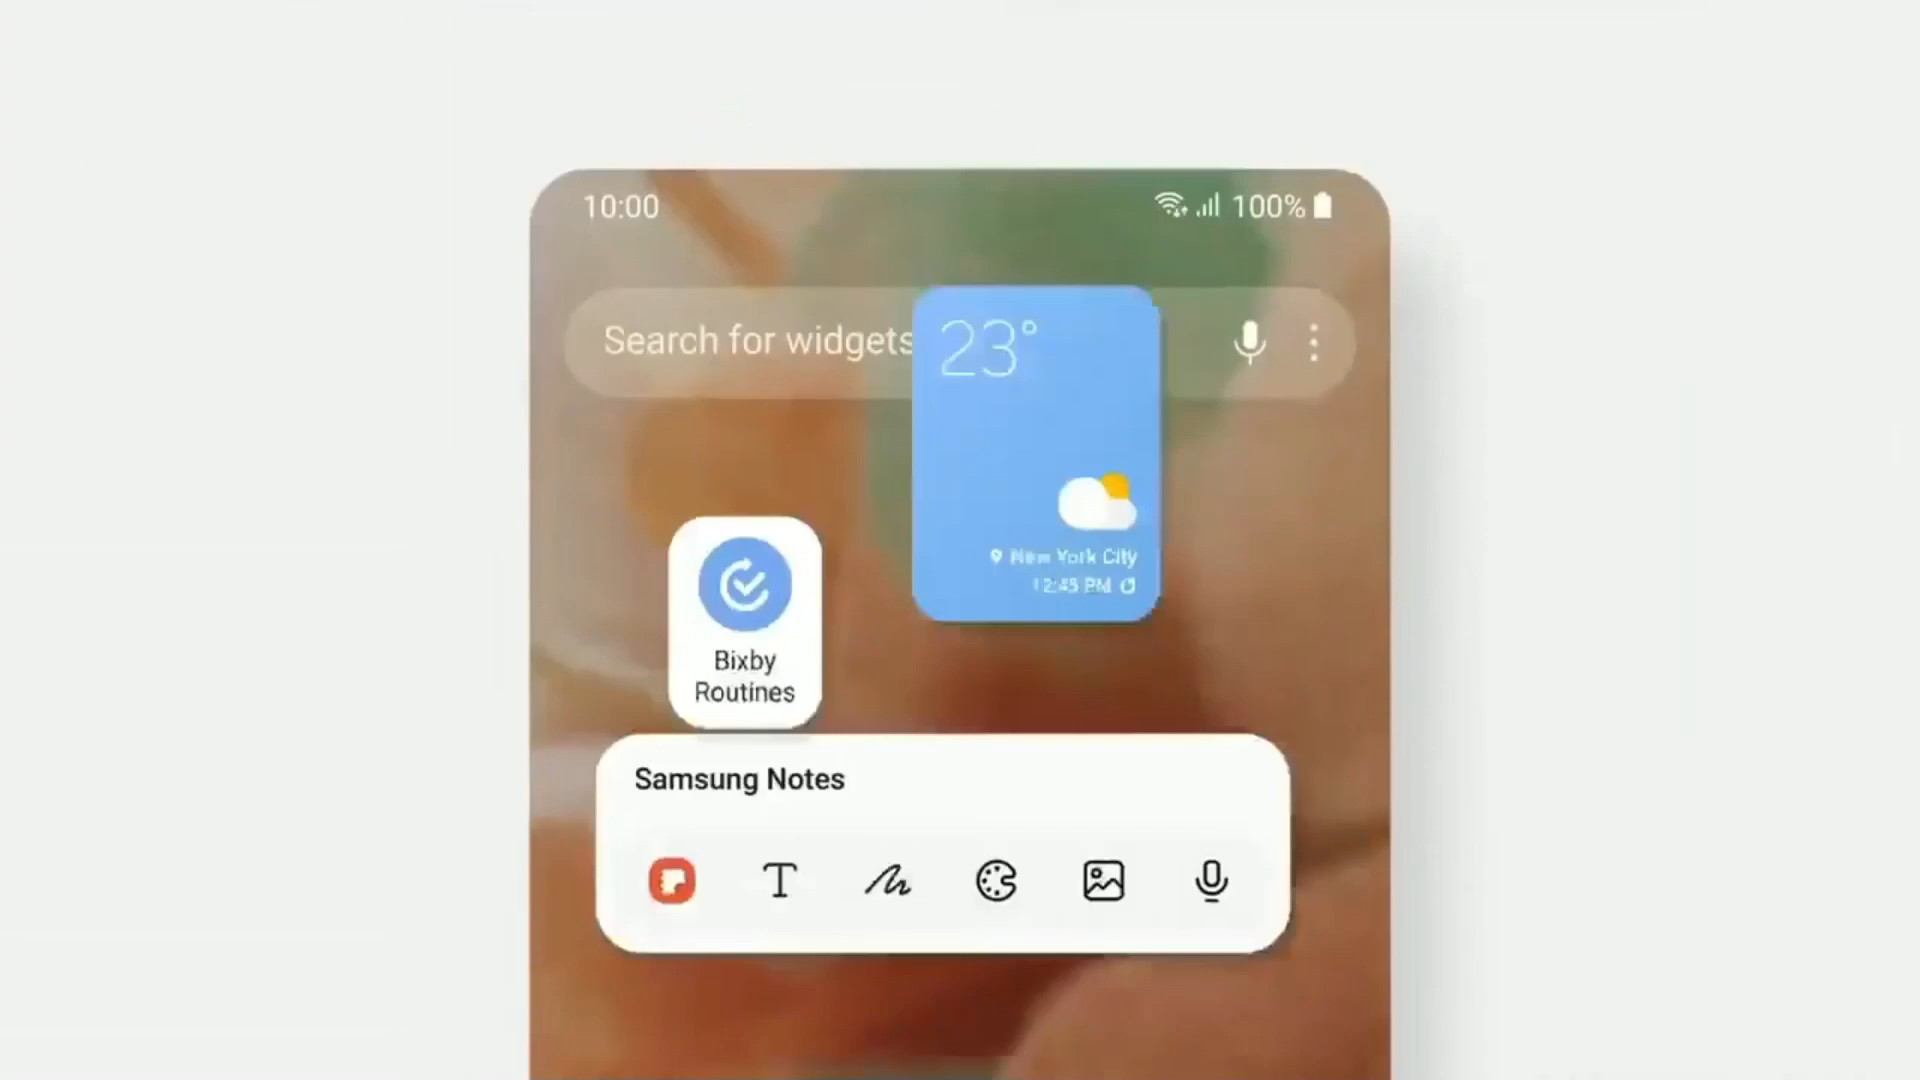 10:00
100%
Search for widgets
23°
New York City
12:45 PM
Bixby
Routines
Samsung Notes